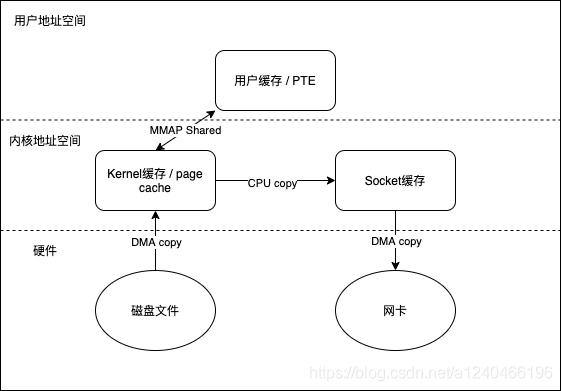 用户地址空间
用户缓存 / PTE
MMAP Shared
内核地址空间
Kernel缓存 / page
cache
CPU copy
Socket缓存
DMA copy
DMA copy
硬件
磁盘文件
网卡
https://blog.csdn.net/a1240466196